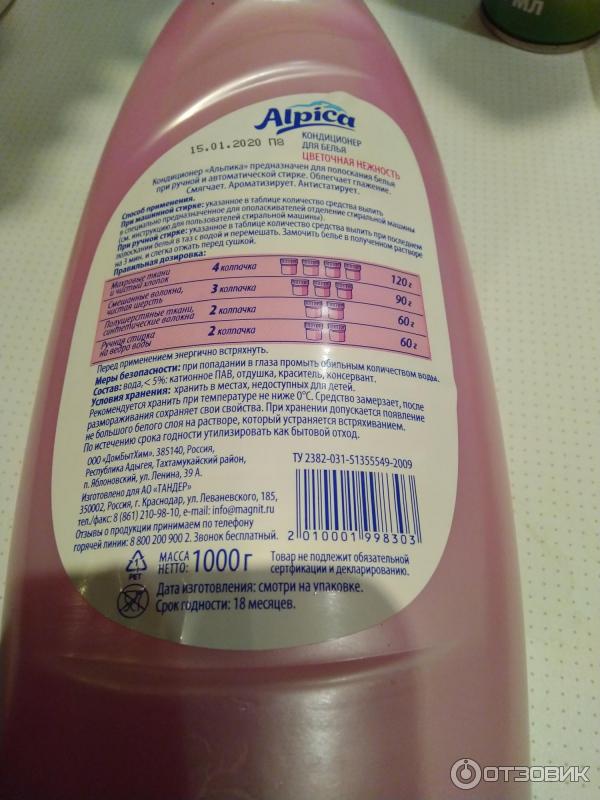 МЛ
Alpica
15.01.2020 П8
КОНДИЦИОНЕР
ДЛЯ БЕЛЬЯ
ЦВЕТОЧНАЯ НЕЖНОСТЬ
Кондиционер «Альпика» предназначен для полоскания белья
при ручной и автоматической стирке. Облегчает глажение.
Смягчает. Ароматизирует. Антистатирует.
Способ применения.
При машинной стирке: указанное в таблице количество средства вылить
в специально предназначенное для ополаскивателей отделение стиральной машины
(см. инструкцию для пользователей стиральной машины).
При ручной стирке: указанное в таблице количество средства вылить при последнем
полоскании белья в таз с водой и перемешать. Замочить белье в полученном растворе
на 3 мин. и слегка отжать перед сушкой.
Правильная дозировка:
Махровые ткани
и чистый хлопок
4 колпачка
120 г
Смешанные волокна,
чистая шерсть
3 колпачка
90 г
Полушерстяные ткани,
синтетические волокна
2 колпачка
60 г
Ручная стирка
на ведро воды
2 колпачка
60 г
Перед применением энергично встряхнуть.
Меры безопасности: при попадании в глаза промыть обильным количеством воды.
Состав: вода, < 5%: катионное ПАВ, отдушка, краситель, консервант.
Условия хранения: хранить в местах, недоступных для детей.
Рекомендуется хранить при температуре не ниже 0°С. Средство замерзает, после
размораживания сохраняет свои свойства. При хранении допускается появление
не большого белого слоя на растворе, который устраняется встряхиванием.
По истечению срока годности утилизировать как бытовой отход.
ООО «ДомБытХим». 385140, Россия,
Республика Адыгея, Тахтамукайский район,
п. Яблоновский, ул. Ленина, 39 А.
Изготовлено для АО «ТАНДЕР»
350002, Россия, г. Краснодар, ул. Леваневского, 185,
тел./факс: 8 (861) 210-98-10, e-mail: info@magnit.ru
Отзывы о продукции принимаем по телефону
горячей линии: 8 800 200 900 2. Звонок бесплатный.
ТУ 2382-031-51355549-2009
2 010001 998303
1
PET
МАССА
НЕТТО: 1000 г
Товар не подлежит обязательной
сертификации и декларированию.
Дата изготовления: смотри на упаковке.
Срок годности: 18 месяцев.
ОТЗОВИК